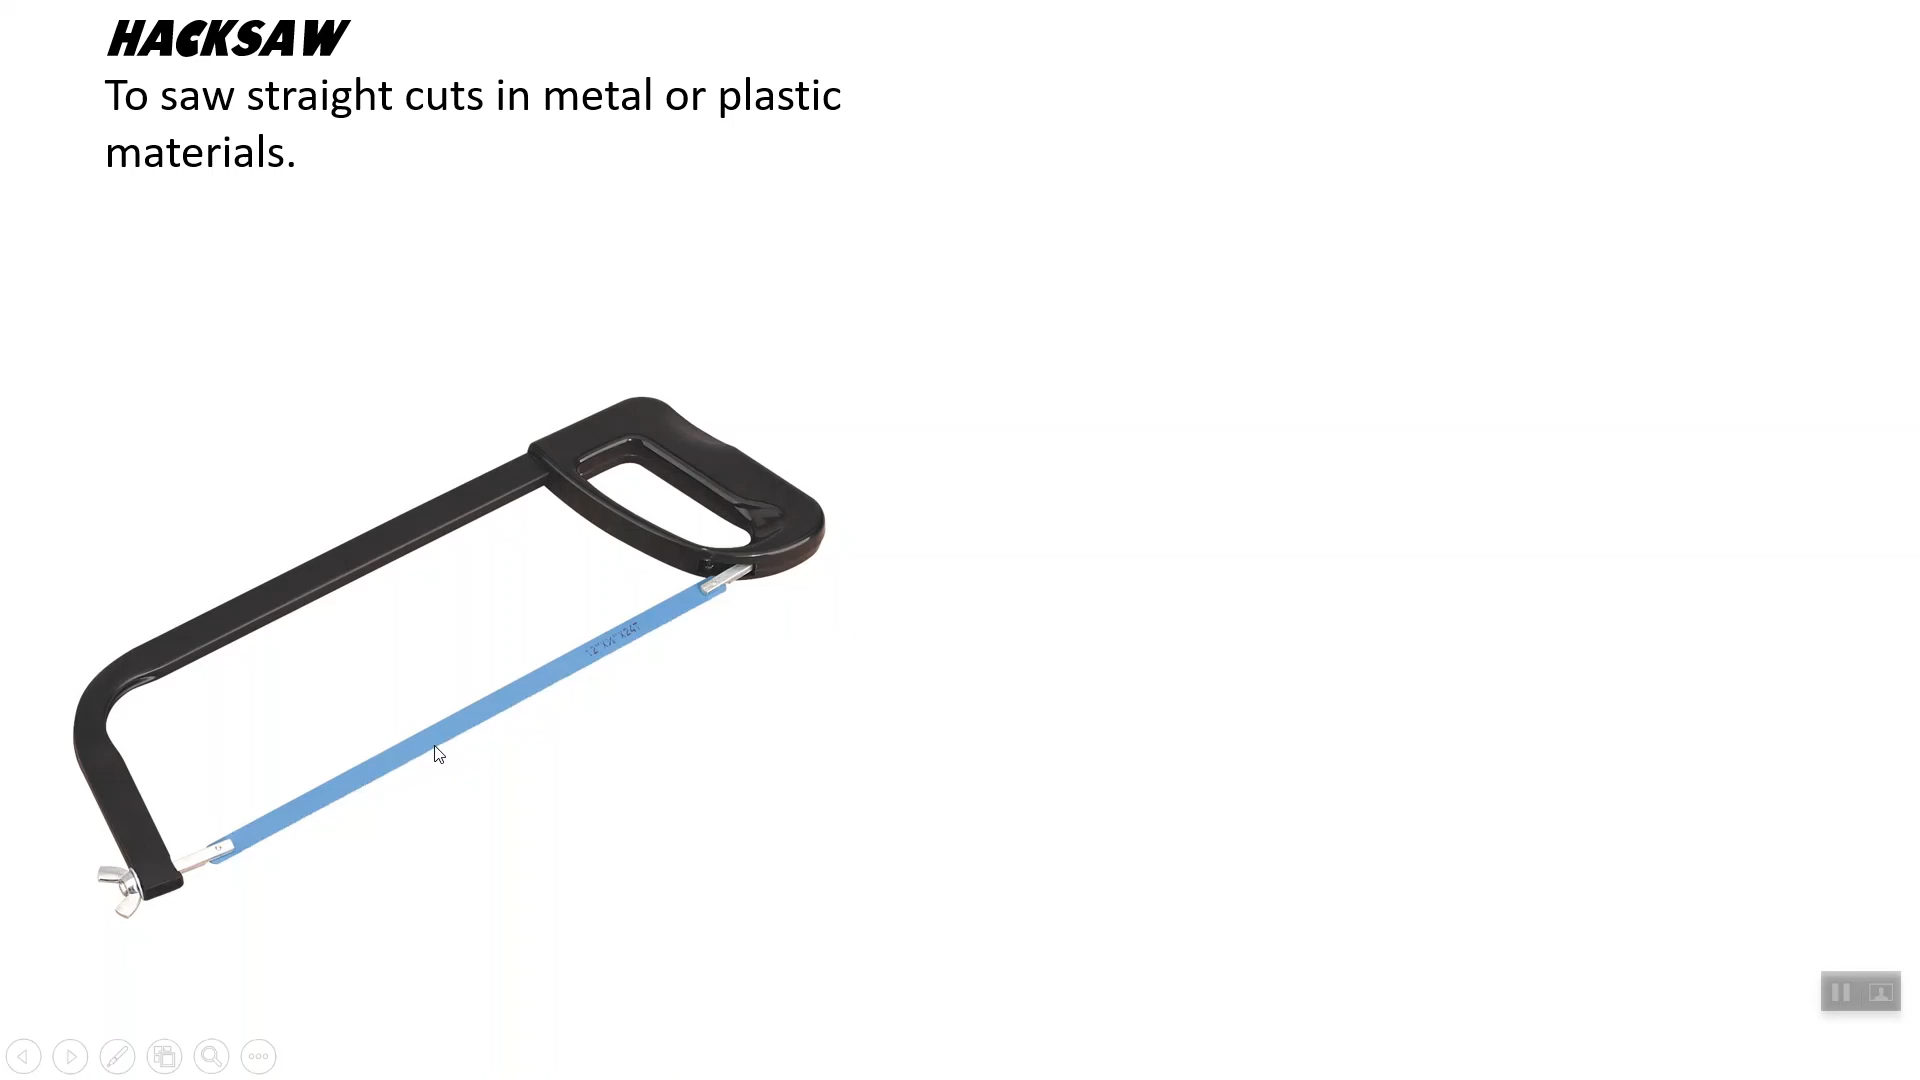 HACKSAW
To saw straight cuts in metal or plastic
materials.